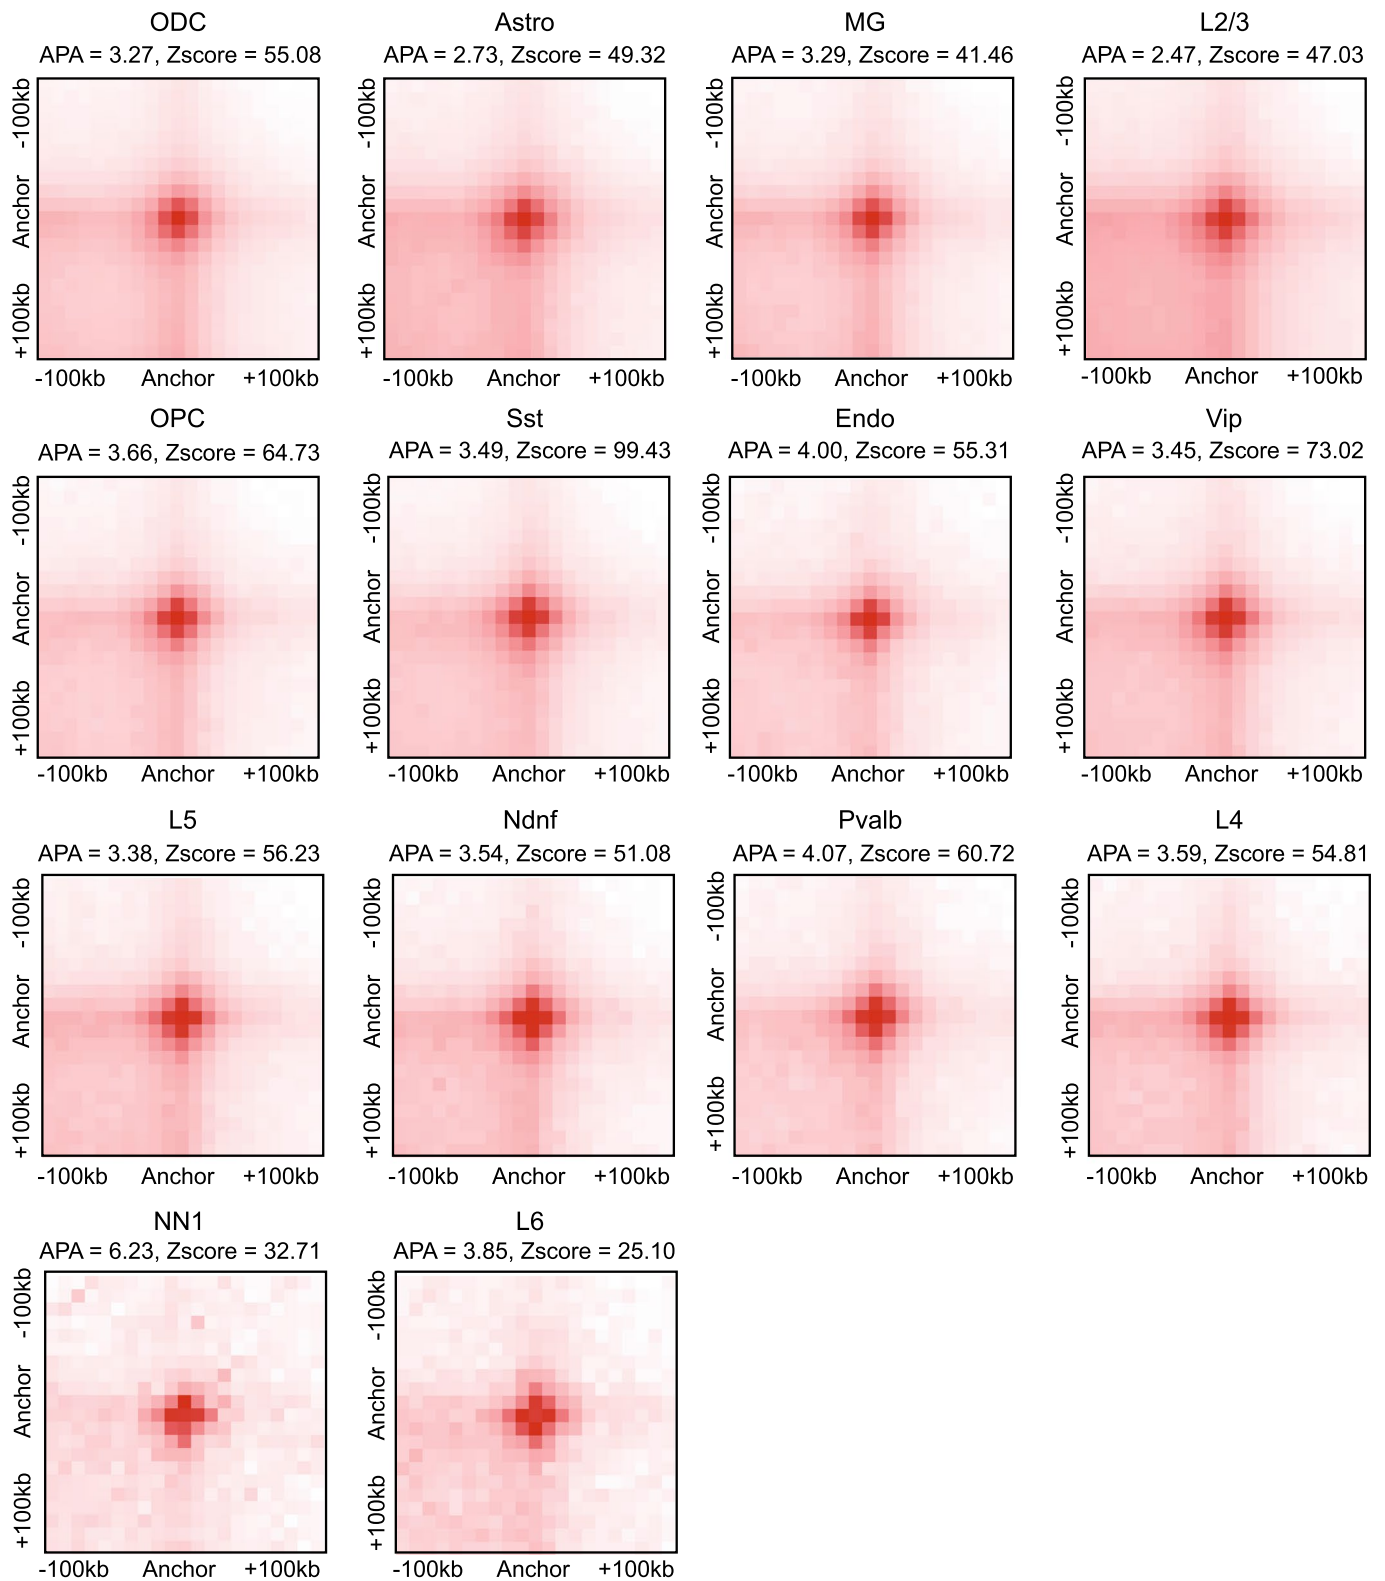 ODC Astro MG L2/3
APA = 3.27, Zscore = 55.08 APA = 2.73, Zscore = 49.32 APA = 3.29, Zscore = 41.46 APA = 2.47, Zscore = 47.03
-100kb -100kb -100kb -100kb
Anchor Anchor Anchor Anchor
+100kb +100kb +100kb +100kb
-100kb Anchor +100kb -100kb Anchor +100kb -100kb Anchor +100kb -100kb Anchor +100kb
OPC Sst Endo Vip
APA = 3.66, Zscore = 64.73 APA = 3.49, Zscore = 99.43 APA = 4.00, Zscore = 55.31 APA = 3.45, Zscore = 73.02
-100kb -100kb -100kb -100kb
Anchor Anchor Anchor Anchor
+100kb +100kb +100kb +100kb
-100kb Anchor +100kb -100kb Anchor +100kb -100kb Anchor +100kb -100kb Anchor +100kb
L5 Ndnf Pvalb L4
APA = 3.38, Zscore = 56.23 APA = 3.54, Zscore = 51.08 APA = 4.07, Zscore = 60.72 APA = 3.59, Zscore = 54.81
-100kb -100kb -100kb -100kb
Anchor Anchor Anchor Anchor
+100kb +100kb +100kb +100kb
-100kb Anchor +100kb -100kb Anchor +100kb -100kb Anchor +100kb -100kb Anchor +100kb
NN1 L6
APA = 6.23, Zscore = 32.71 APA = 3.85, Zscore = 25.10
-100kb -100kb
Anchor Anchor
+100kb +100kb
-100kb Anchor +100kb -100kb Anchor +100kb